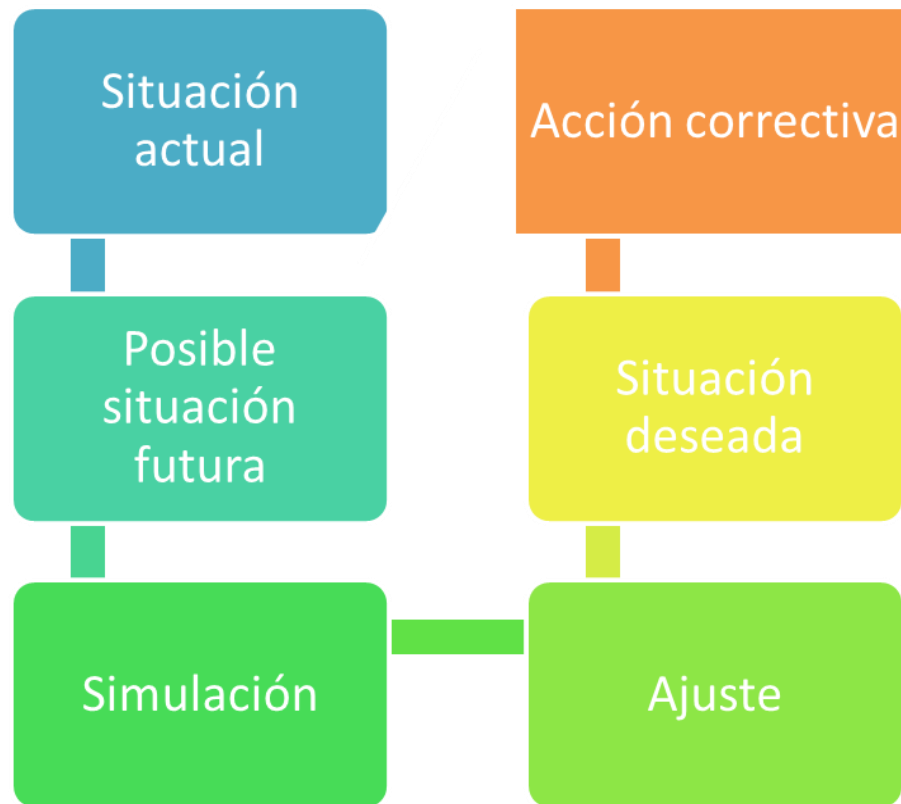 Situación
actual
Posible
situación
futura
Simulación
Ajuste
Situación
deseada
Acción correctiva